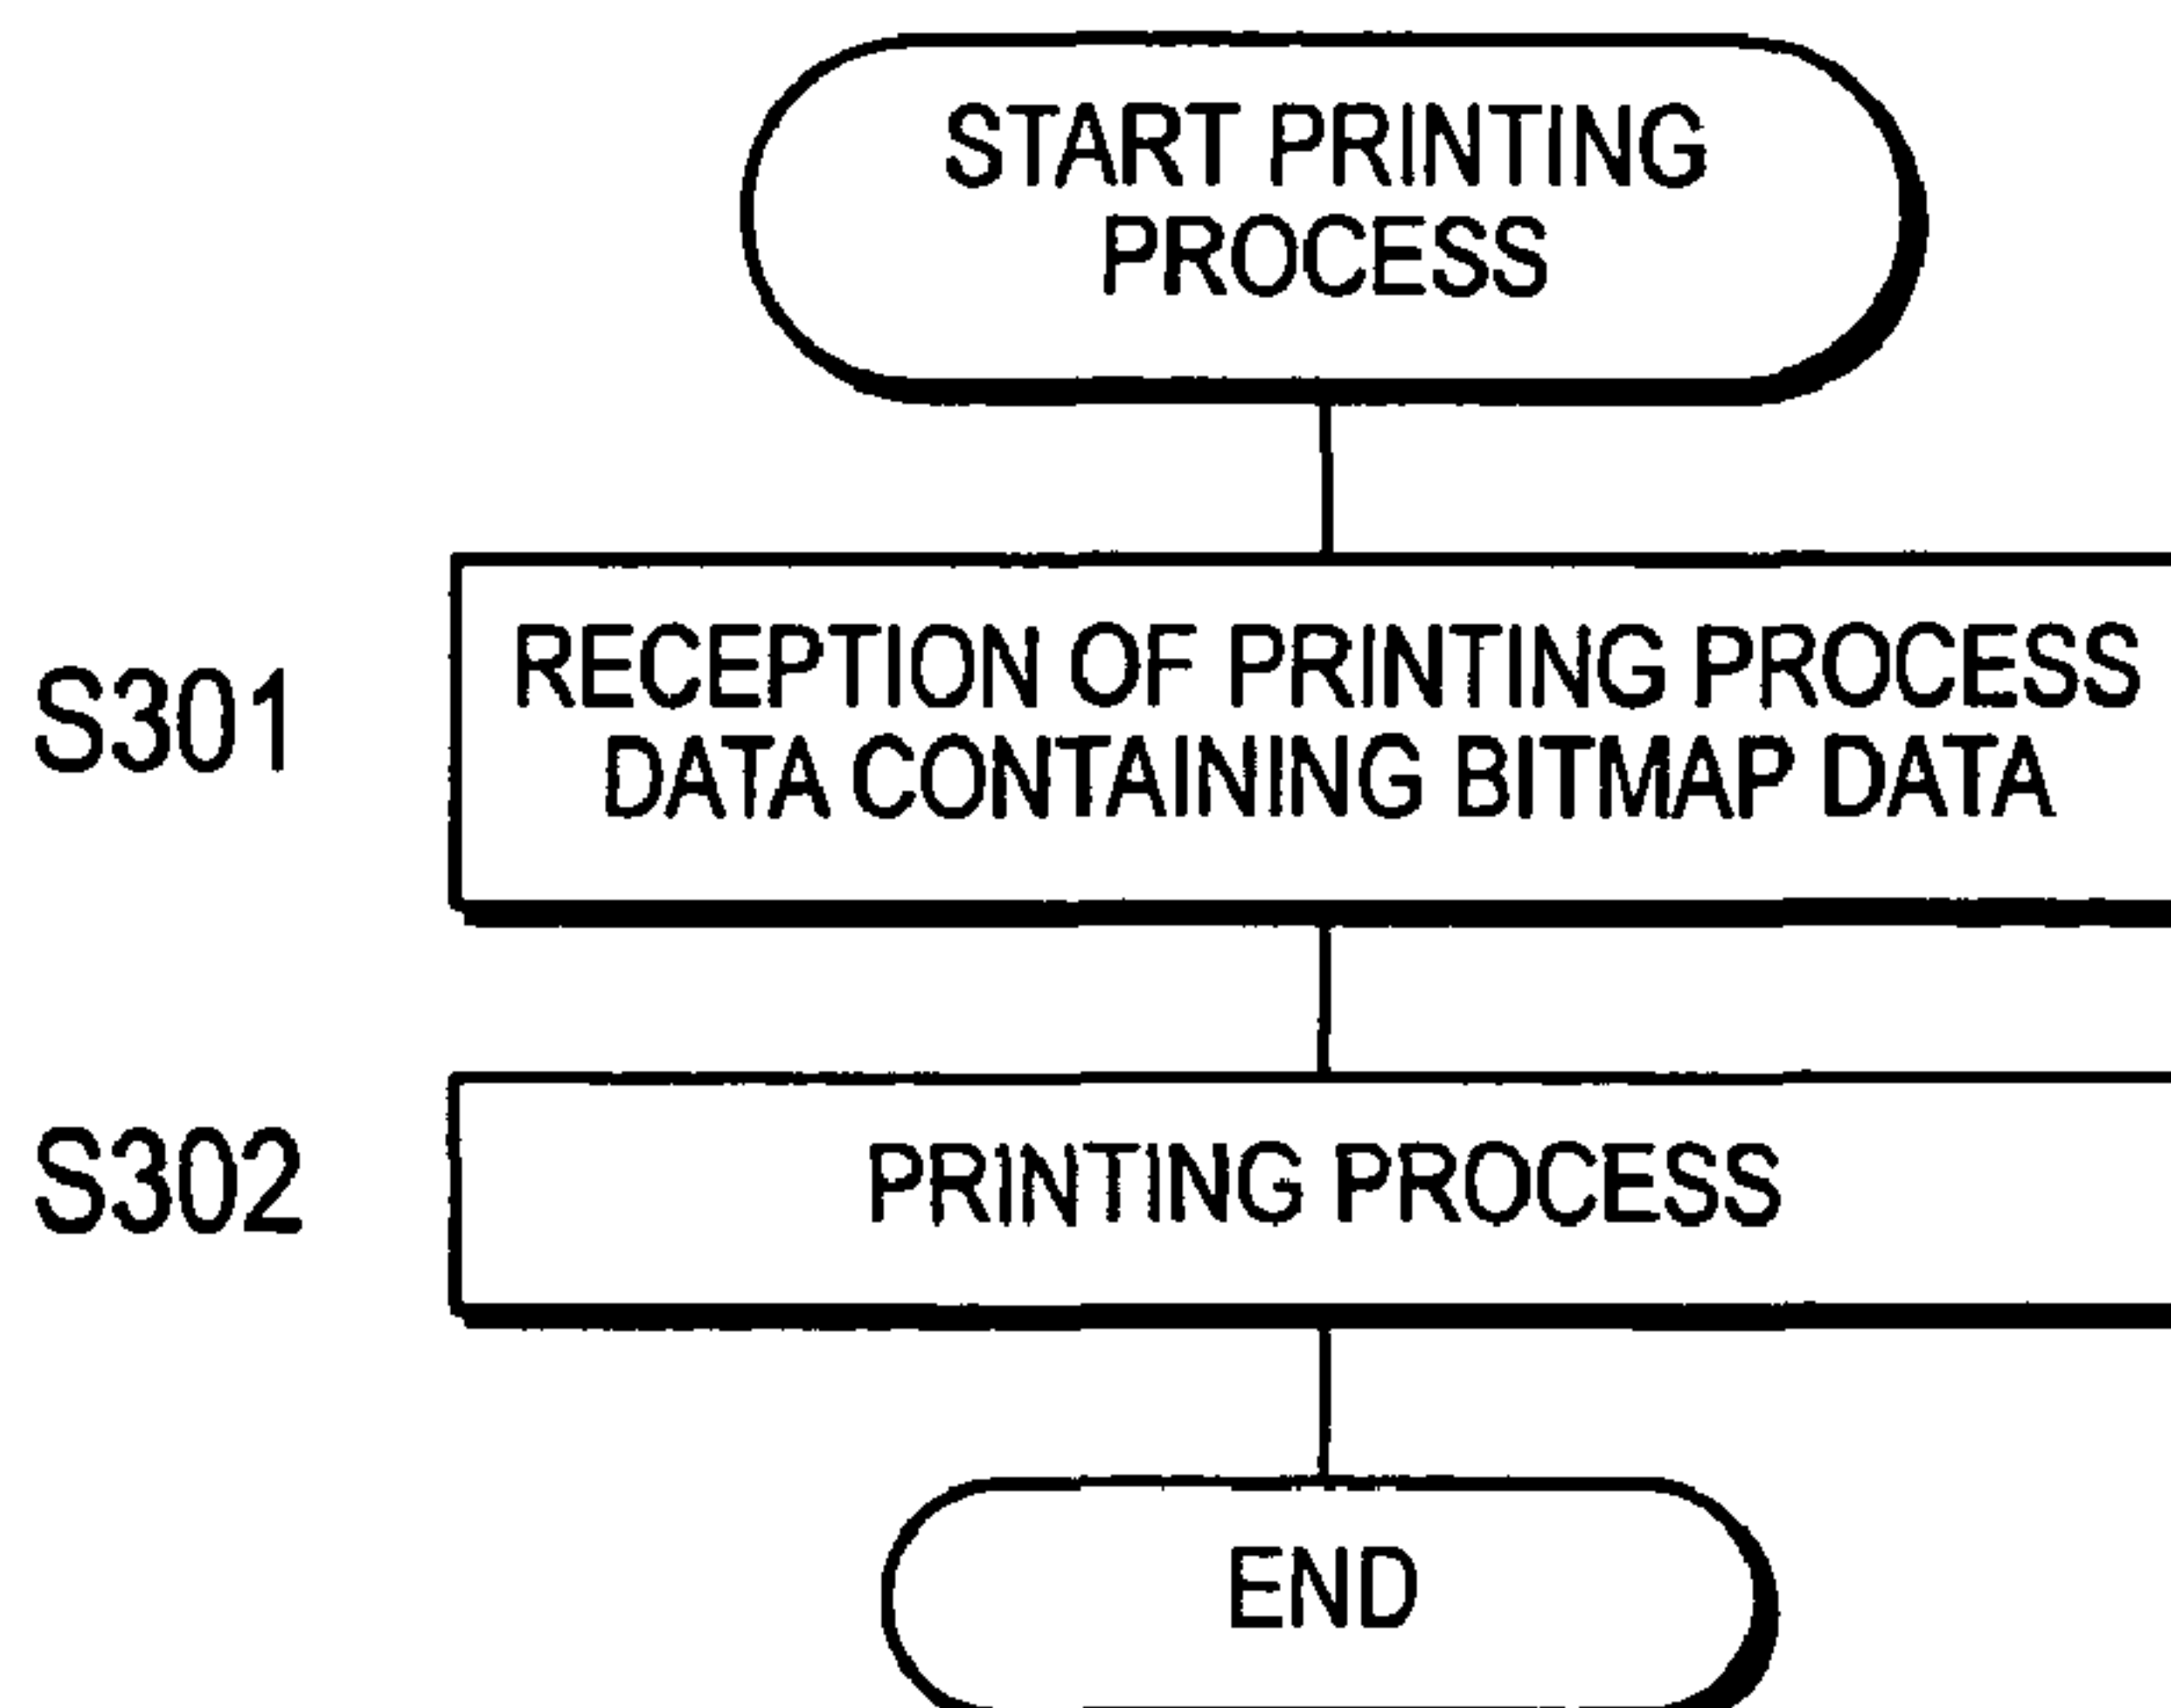 START PRINTING
PROCESS
S301
RECEPTION OF PRINTING PROCESS
DATA CONTAINING BITMAP DATA
S302
PRINTING PROCESS
END